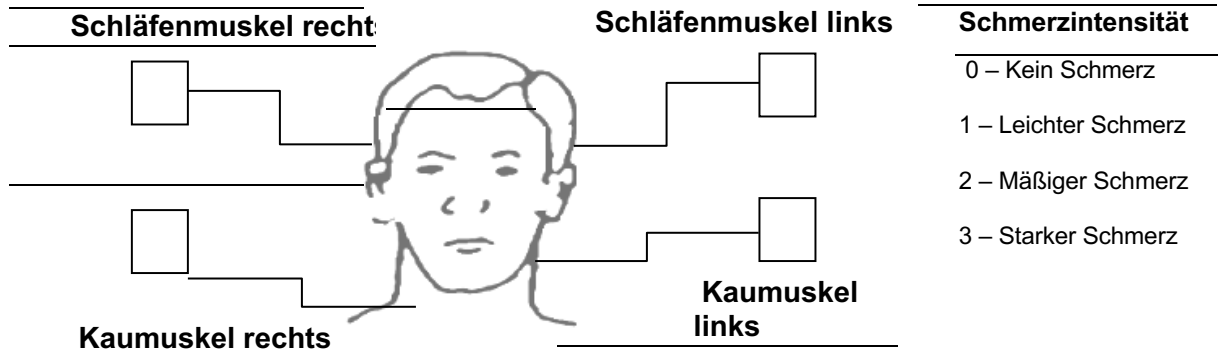 Schläfenmuskel rechts
Schläfenmuskel links
Schmerzintensität
0 – Kein Schmerz
1 – Leichter Schmerz
2 – Mäßiger Schmerz
3 – Starker Schmerz
Kaumuskel rechts
Kaumuskel
links